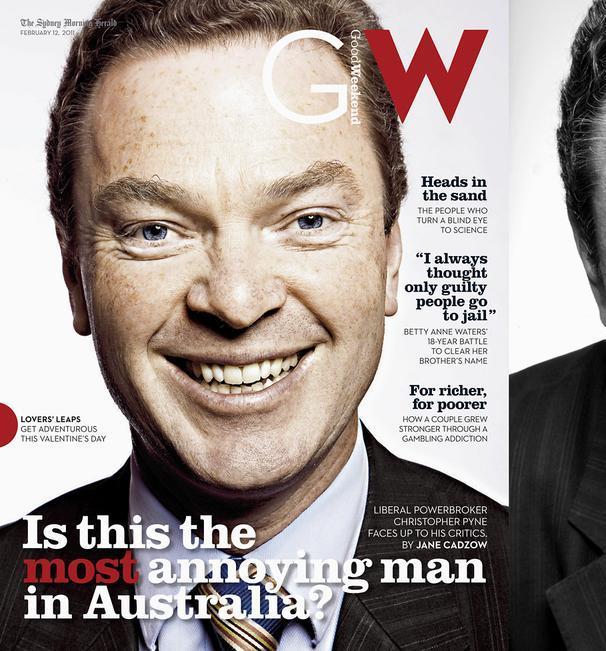 The Sydney Morning Herald
FEBRUARY 12, 2011
GW
GoodWeekend
Heads in
the sand
THE PEOPLE WHO
TURN A BLIND EYE
TO SCIENCE
“I always
thought
only guilty
people go
to jail”
BETTY ANNE WATERS’
18-YEAR BATTLE
TO CLEAR HER
BROTHER’S NAME
For richer,
for poorer
HOW A COUPLE GREW
STRONGER THROUGH A
GAMBLING ADDICTION
LOVERS’ LEAPS
GET ADVENTUROUS
THIS VALENTINE’S DAY
LIBERAL POWERBROKER
CHRISTOPHER PYNE
FACES UP TO HIS CRITICS.
BY JANE CADZOW
Is this the
most annoying man
in Australia?